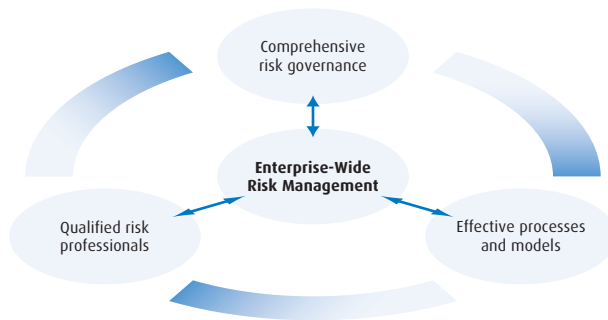 Comprehensive
risk governance
Enterprise-Wide
Risk Management
Qualified risk
professionals
Effective processes
and models